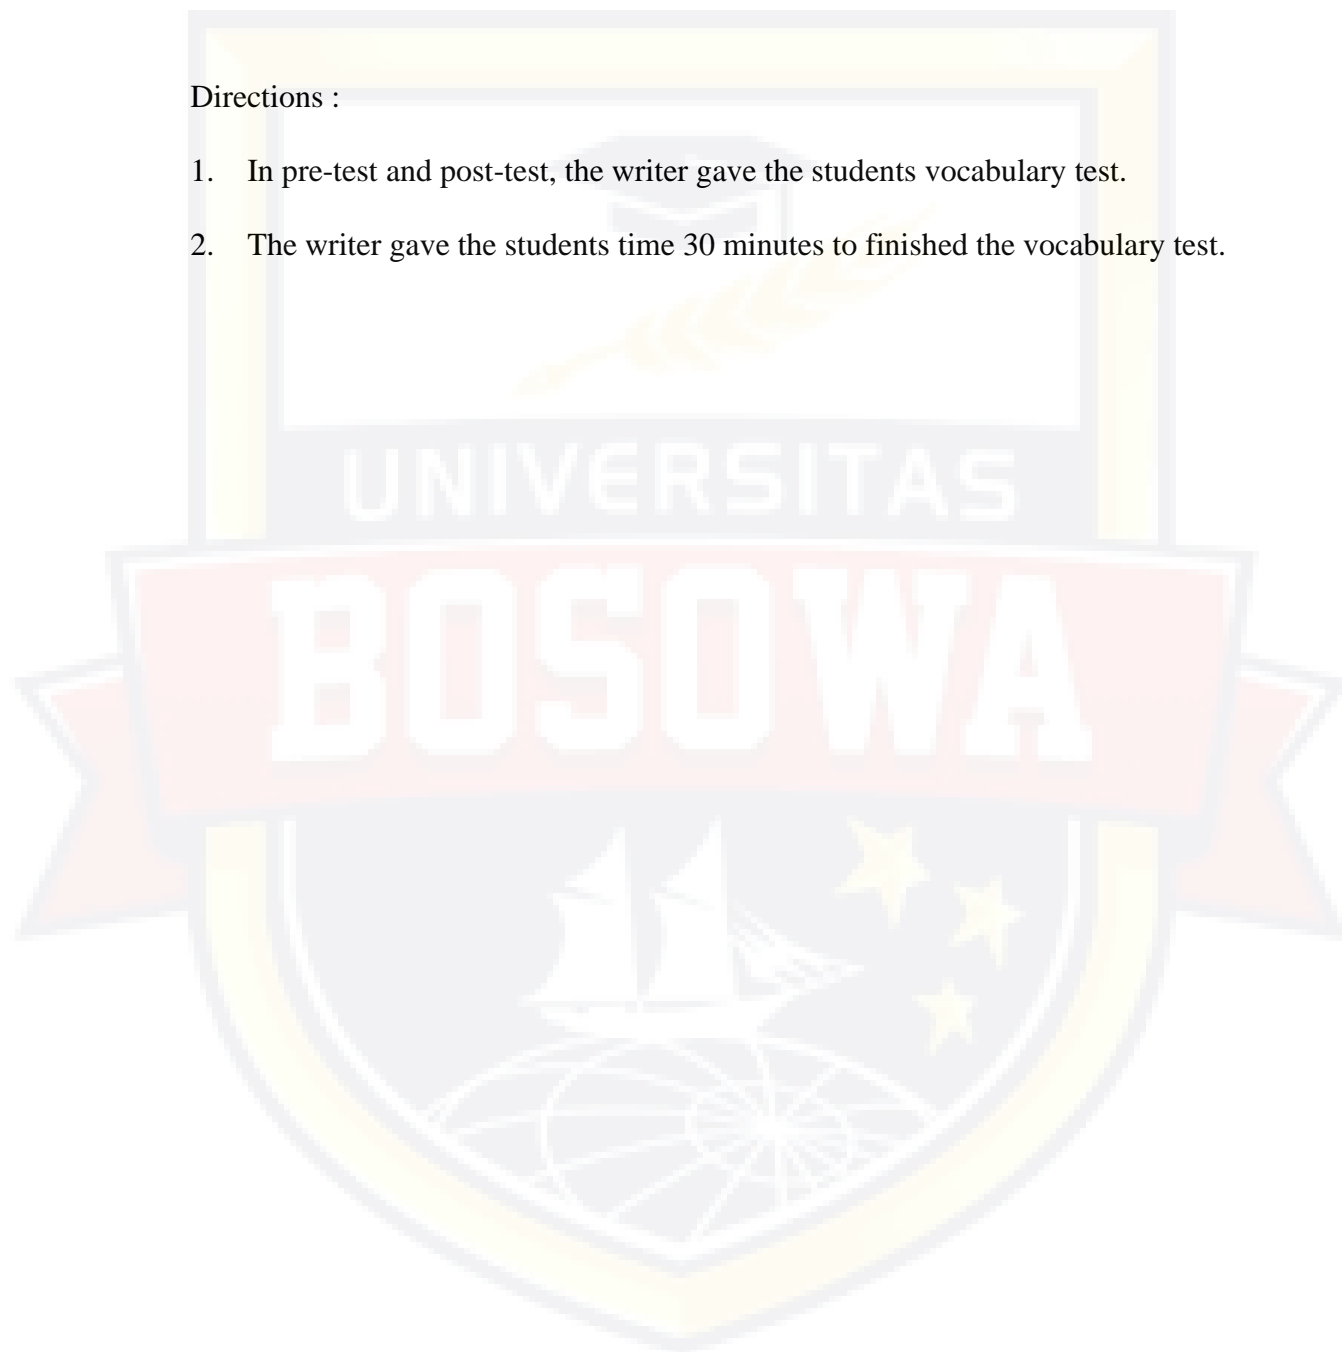 Directions :
1. In pre-test and post-test, the writer gave the students vocabulary test.
2. The writer gave the students time 30 minutes to finished the vocabulary test.
UNIVERSITAS
BOSOWA